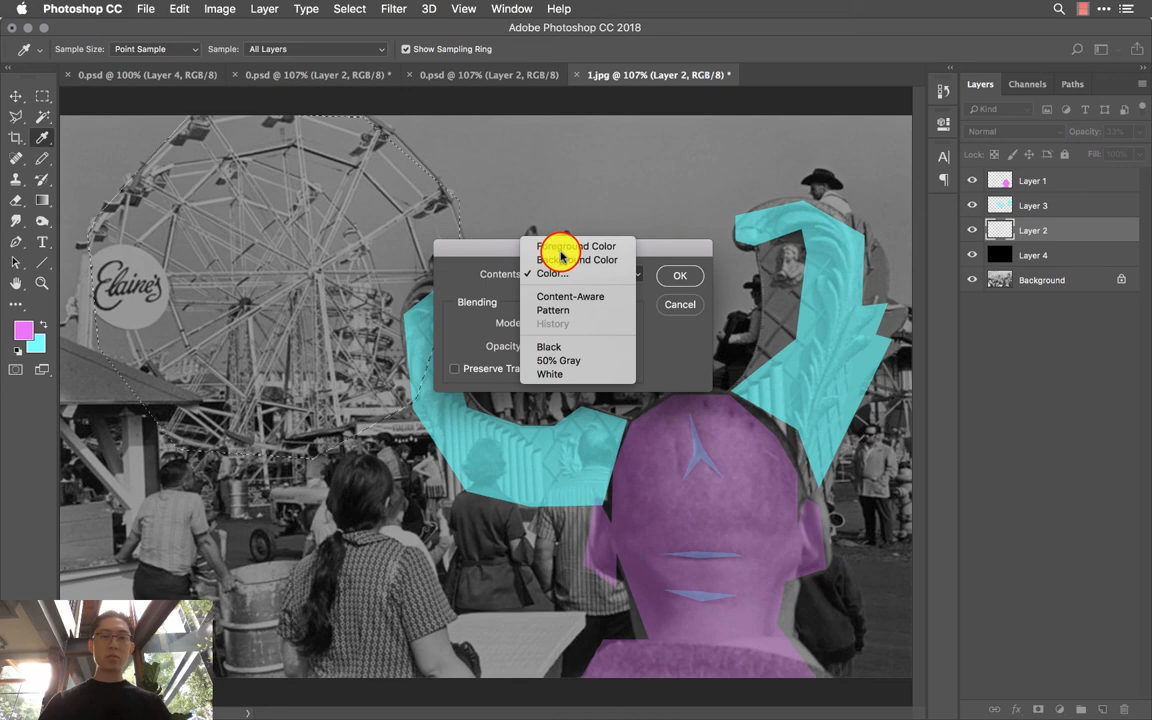 Photoshop CC File Edit Image Layer Type Select Filter 3D View Window Help
Adobe Photoshop CC 2018
Sample Size: Point Sample Sample: All Layers Show Sampling Ring
0.psd @ 100% (Layer 4, RGB/8) 0.psd @ 107% (Layer 2, RGB/8) * 0.psd @ 107% (Layer 2, RGB/8) 1.jpg @ 107% (Layer 2, RGB/8) *
Layers Channels Paths
Kind
Normal Opacity: 33%
Lock: Fill: 100%
Layer 1
Layer 3
Layer 2
Layer 4
Background
Foreground Color
Background Color
Contents Color...
OK
Content-Aware
Blending Cancel
Pattern
Mode History
Opacity Black
50% Gray
Preserve Tra White
Elaine's